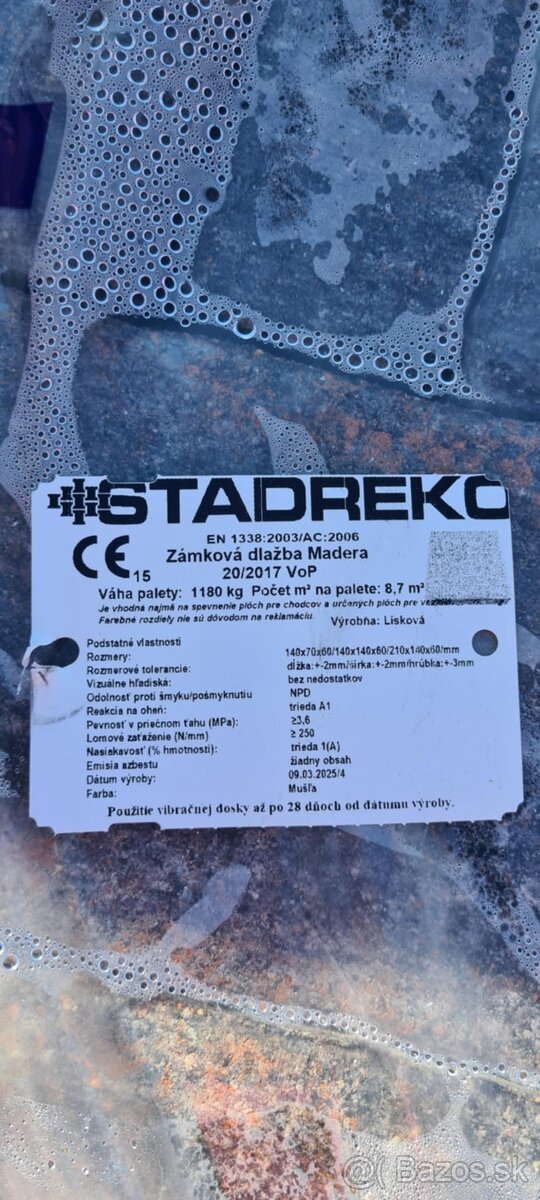 STADREKO
CE 15
EN 1338:2003/AC:2006
Zámková dlažba Madera
20/2017 VoP
Váha palety: 1180 kg Počet m² na palete: 8,7 m²
Je vhodná najmä na spevnenie plôch pre chodcov a určených plôch pre
Farebné rozdiely nie sú dôvodom na reklamáciu. Výrobňa: Lisková
Podstatné vlastnosti
Rozmery: 140x70x60/140x140x60/210x140x60/mm
Rozmerové tolerancie: dĺžka:+-2mm/šírka:+-2mm/hrúbka:+-3mm
Vizuálne hľadiská: bez nedostatkov
Odolnosť proti šmyku/pošmyknutiu NPD
Reakcia na oheň: trieda A1
Pevnosť v priečnom ťahu (MPa): ≥3,6
Lomové zaťaženie (N/mm) ≥ 250
Nasiakavosť (% hmotnosti): trieda 1(A)
Emisia azbestu žiadny obsah
Dátum výroby: 09.03.2025/4
Farba: Mušľa
Použitie vibračnej dosky až po 28 dňoch od dátumu výroby.
Bazos.sk